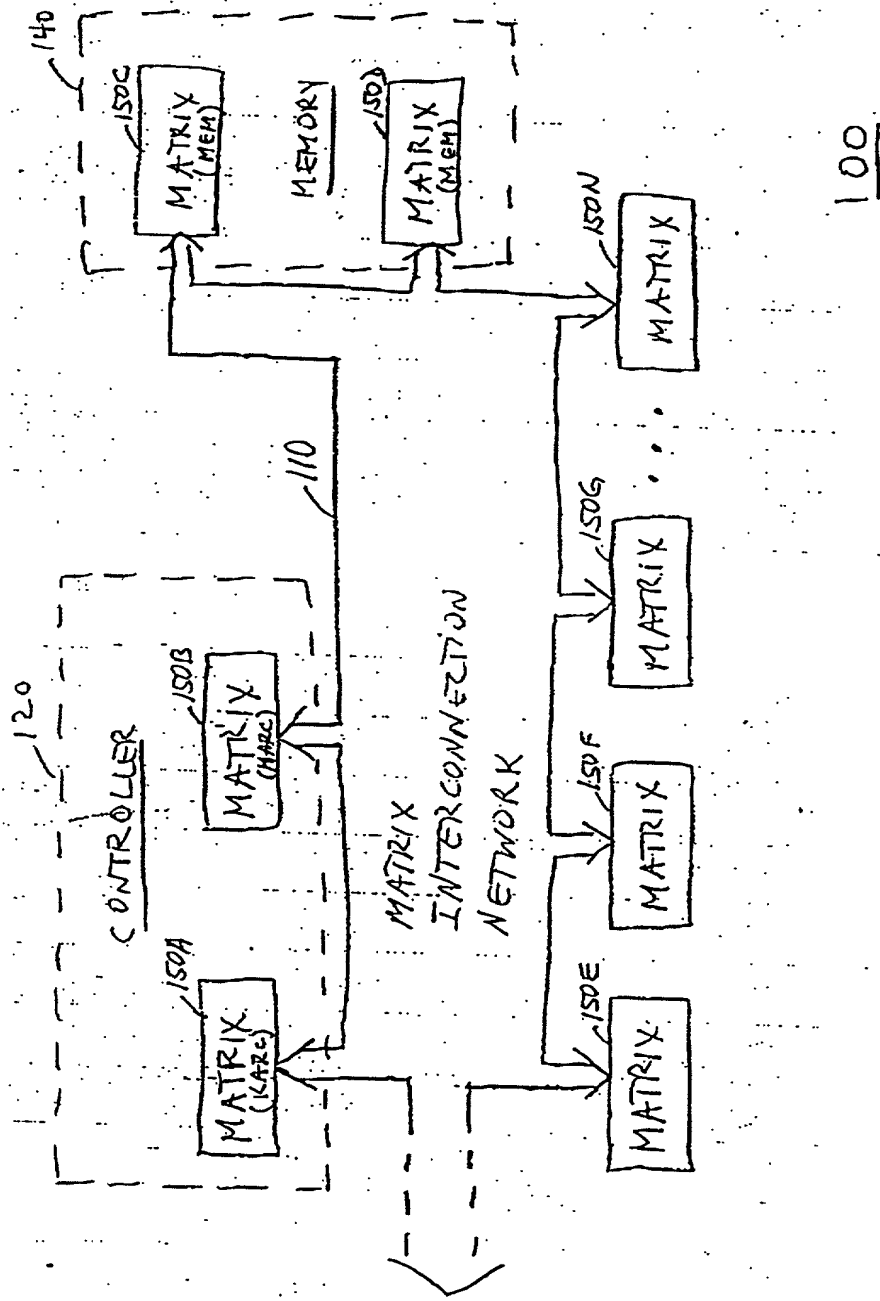 120
CONTROLLER
150A
MATRIX
(KARC)
150B
MATRIX
(MARC)
140
150C
MATRIX
(MEM)
MEMORY
150D
MATRIX
(MEM)
110
MATRIX
INTERCONNECTION
NETWORK
150E
MATRIX
150F
MATRIX
150G
MATRIX
. . .
150N
MATRIX
100